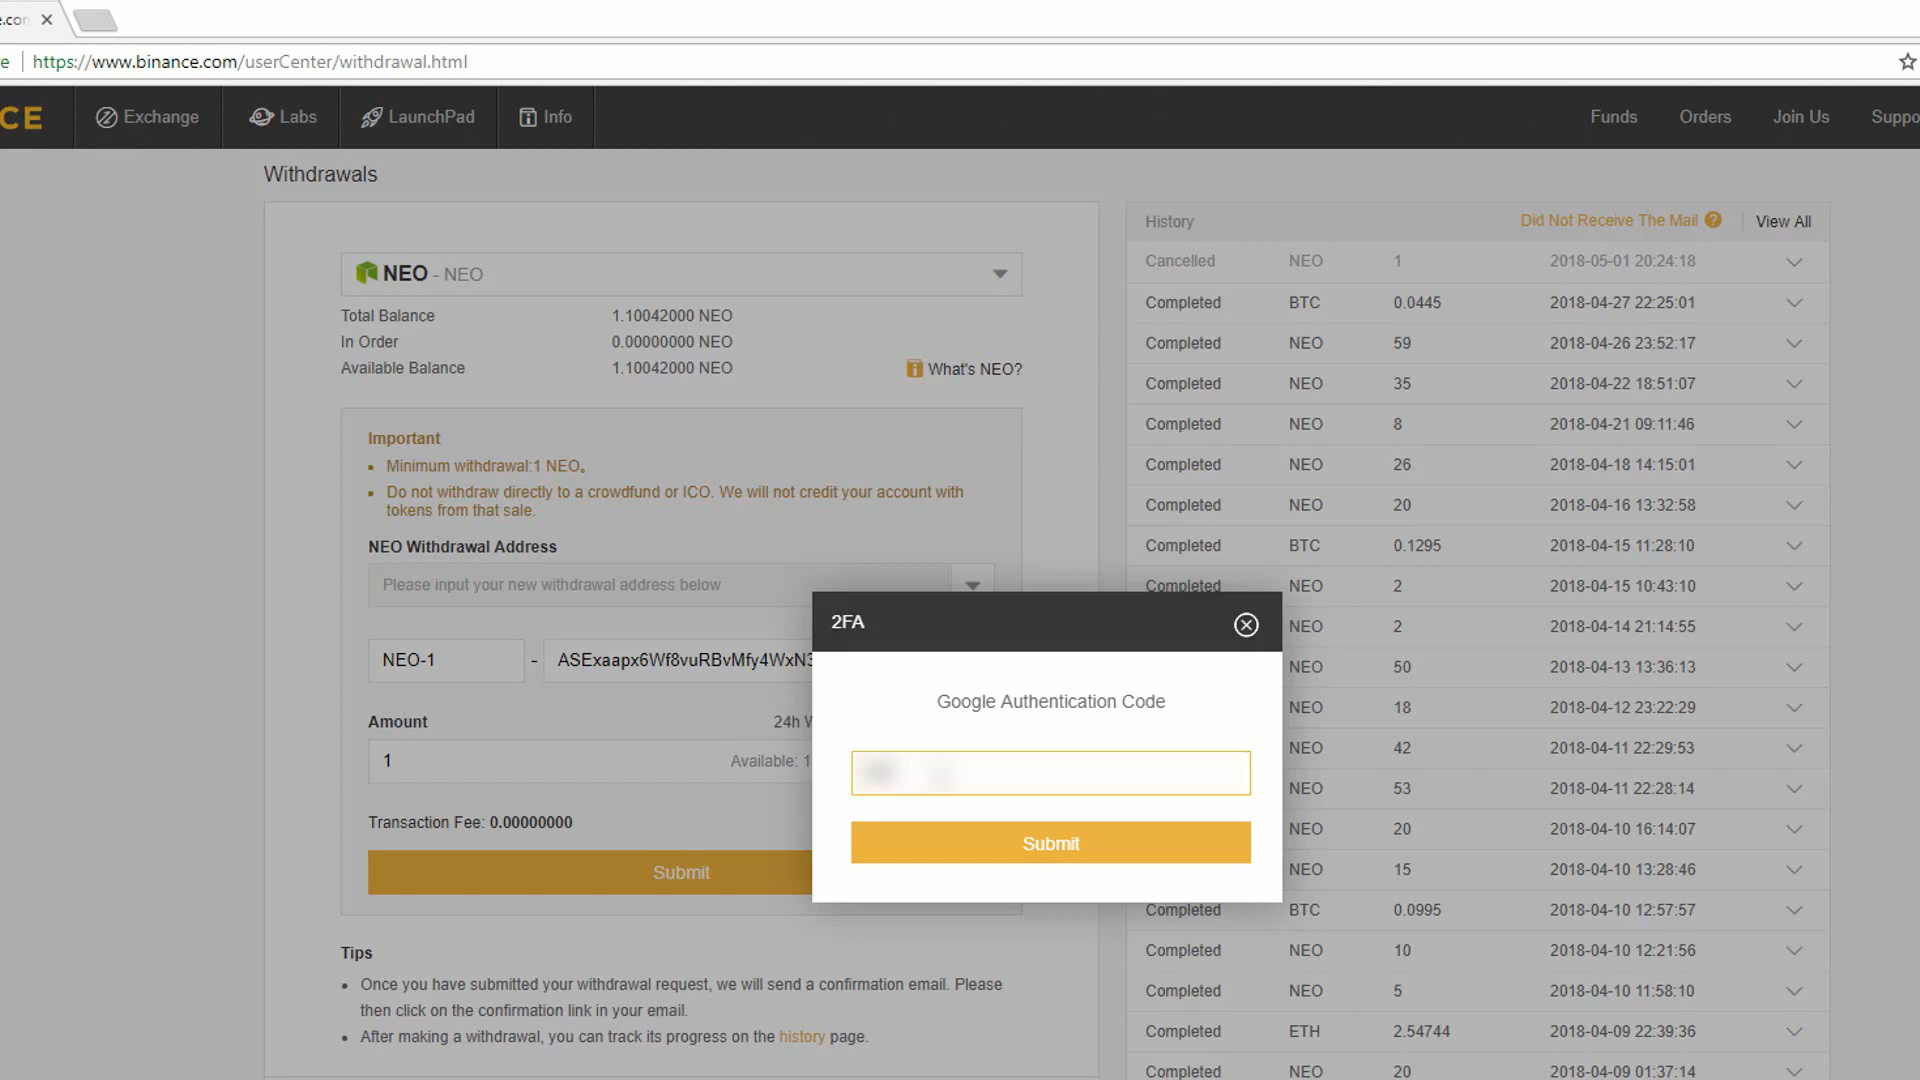 e.con
https://www.binance.com/userCenter/withdrawal.html
CE
Exchange
Labs
LaunchPad
Info
Funds
Orders
Join Us
Suppo
Withdrawals
NEO - NEO
Total Balance 1.10042000 NEO
In Order 0.00000000 NEO
Available Balance 1.10042000 NEO
What's NEO?
Important
Minimum withdrawal:1 NEO。
Do not withdraw directly to a crowdfund or ICO. We will not credit your account with
tokens from that sale.
NEO Withdrawal Address
Please input your new withdrawal address below
NEO-1 - ASExaapx6Wf8vuRBvMfy4WxN3
Amount 24h W
1 Available: 1
Transaction Fee: 0.00000000
Submit
Tips
Once you have submitted your withdrawal request, we will send a confirmation email. Please
then click on the confirmation link in your email.
After making a withdrawal, you can track its progress on the history page.
2FA
Google Authentication Code
Submit
History Did Not Receive The Mail ? View All
Cancelled NEO 1 2018-05-01 20:24:18
Completed BTC 0.0445 2018-04-27 22:25:01
Completed NEO 59 2018-04-26 23:52:17
Completed NEO 35 2018-04-22 18:51:07
Completed NEO 8 2018-04-21 09:11:46
Completed NEO 26 2018-04-18 14:15:01
Completed NEO 20 2018-04-16 13:32:58
Completed BTC 0.1295 2018-04-15 11:28:10
Completed NEO 2 2018-04-15 10:43:10
NEO 2 2018-04-14 21:14:55
NEO 50 2018-04-13 13:36:13
NEO 18 2018-04-12 23:22:29
NEO 42 2018-04-11 22:29:53
NEO 53 2018-04-11 22:28:14
NEO 20 2018-04-10 16:14:07
NEO 15 2018-04-10 13:28:46
Completed BTC 0.0995 2018-04-10 12:57:57
Completed NEO 10 2018-04-10 12:21:56
Completed NEO 5 2018-04-10 11:58:10
Completed ETH 2.54744 2018-04-09 22:39:36
Completed NEO 20 2018-04-09 01:37:14